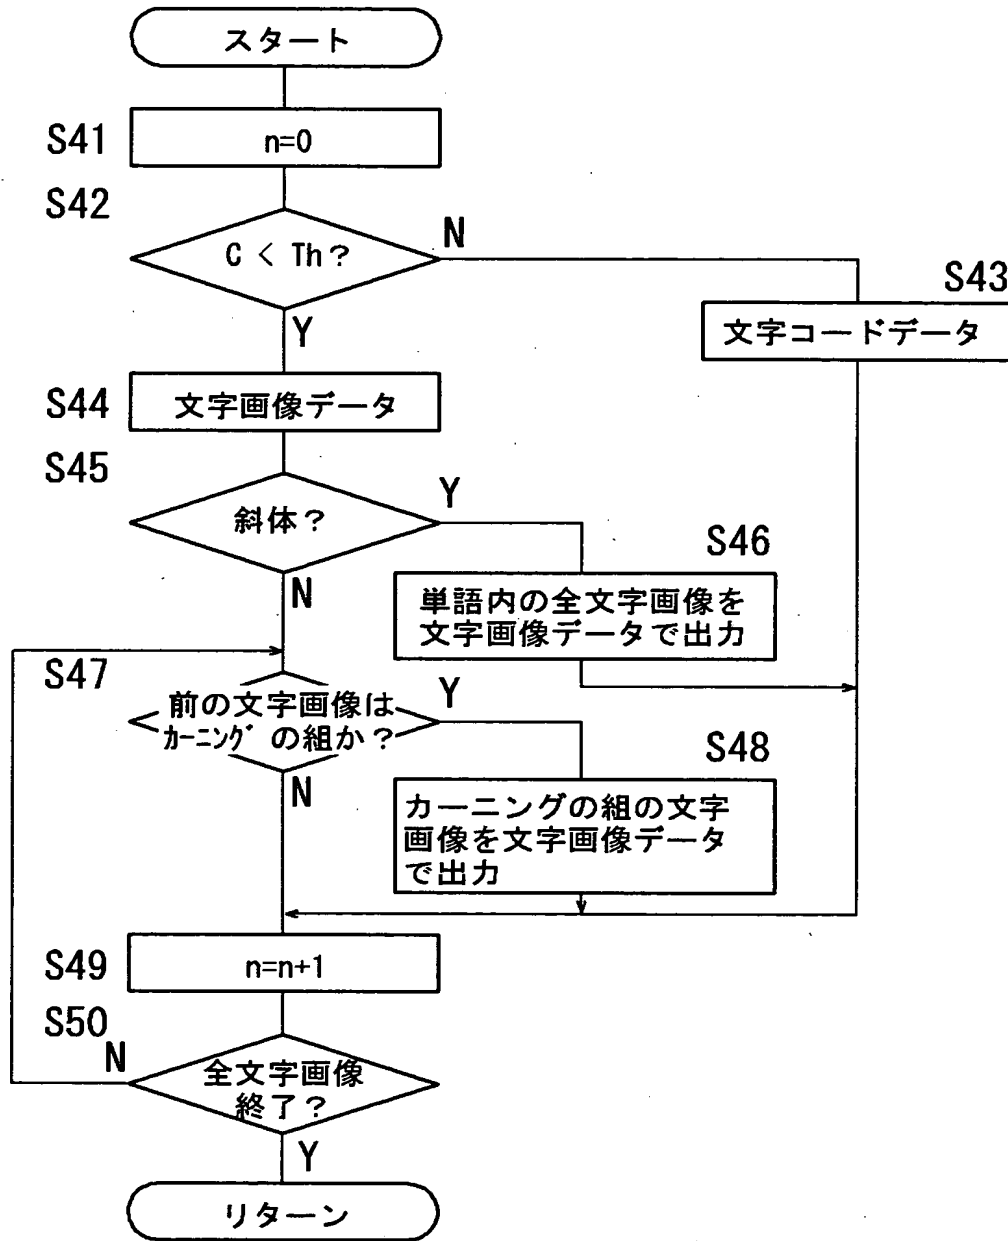 スタート
S41
n=0
S42
C < Th?
N
Y
S43
文字コードデータ
S44
文字画像データ
S45
斜体?
Y
N
S46
単語内の全文字画像を
文字画像データで出力
S47
前の文字画像は
カーニングの組か?
Y
N
S48
カーニングの組の文字
画像を文字画像データ
で出力
S49
n=n+1
S50
N
全文字画像
終了?
Y
リターン